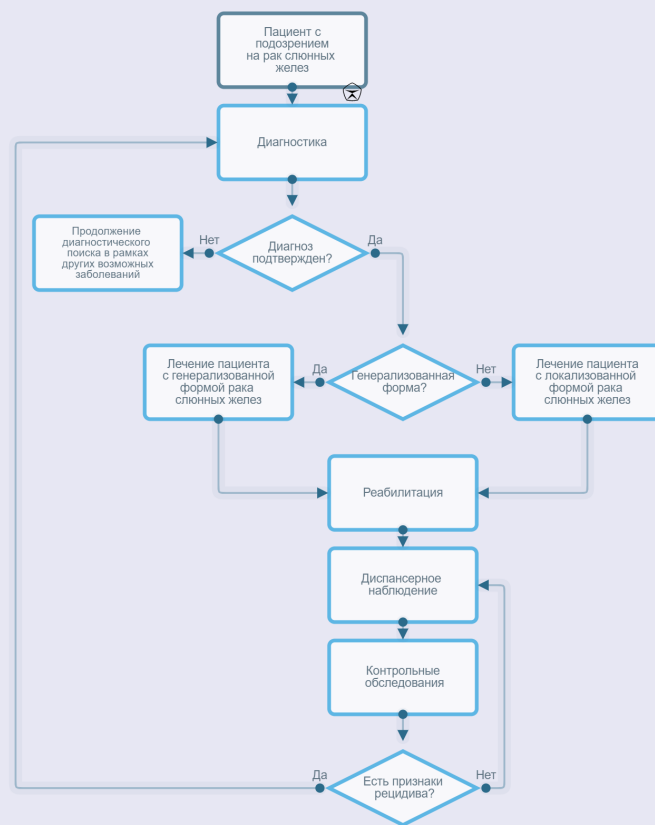 Пациент с
подозрением
на рак слюнных
желез
Диагностика
Нет
Да
Диагноз
подтвержден?
Продолжение
диагностического
поиска в рамках
других возможных
заболеваний
Лечение пациента
с генерализованной
формой рака
слюнных желез
Да
Генерализованная
форма?
Нет
Лечение пациента
с локализованной
формой рака
слюнных желез
Реабилитация
Диспансерное
наблюдение
Контрольные
обследования
Да
Есть признаки
рецидива?
Нет